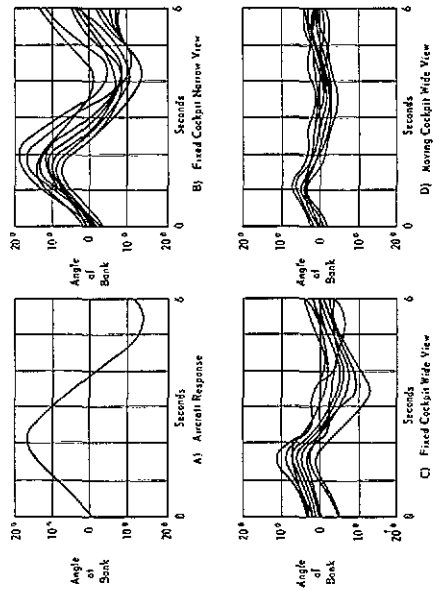 20°
10°
Angle
of
Bank
0
10°
20°
0
Seconds
6
A) Aircraft Response
20°
10°
Angle
of
Bank
0
10°
20°
0
Seconds
6
B) Fixed Cockpit Narrow View
20°
10°
Angle
of
Bank
0
10°
20°
0
Seconds
6
C) Fixed Cockpit Wide View
20°
10°
Angle
of
Bank
0
10°
20°
0
Seconds
6
D) Moving Cockpit Wide View